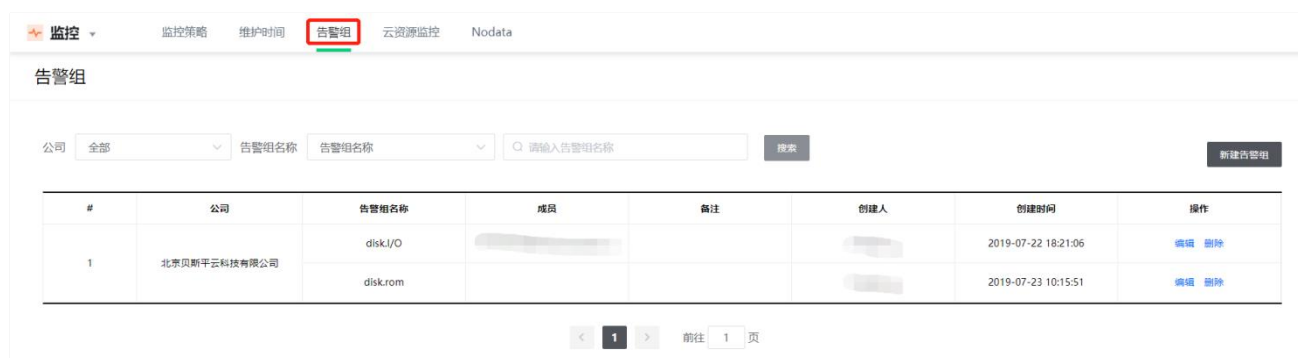 监控 监控策略 维护时间 告警组 云资源监控 Nodata
告警组
公司 全部 告警组名称 告警组名称 请输入告警组名称 搜索
新建告警组
# 公司 告警组名称 成员 备注 创建人 创建时间 操作
1 北京贝斯平云科技有限公司 disk.I/O 2019-07-22 18:21:06 编辑 删除
disk.rom 2019-07-23 10:15:51 编辑 删除
< 1 > 前往 1 页